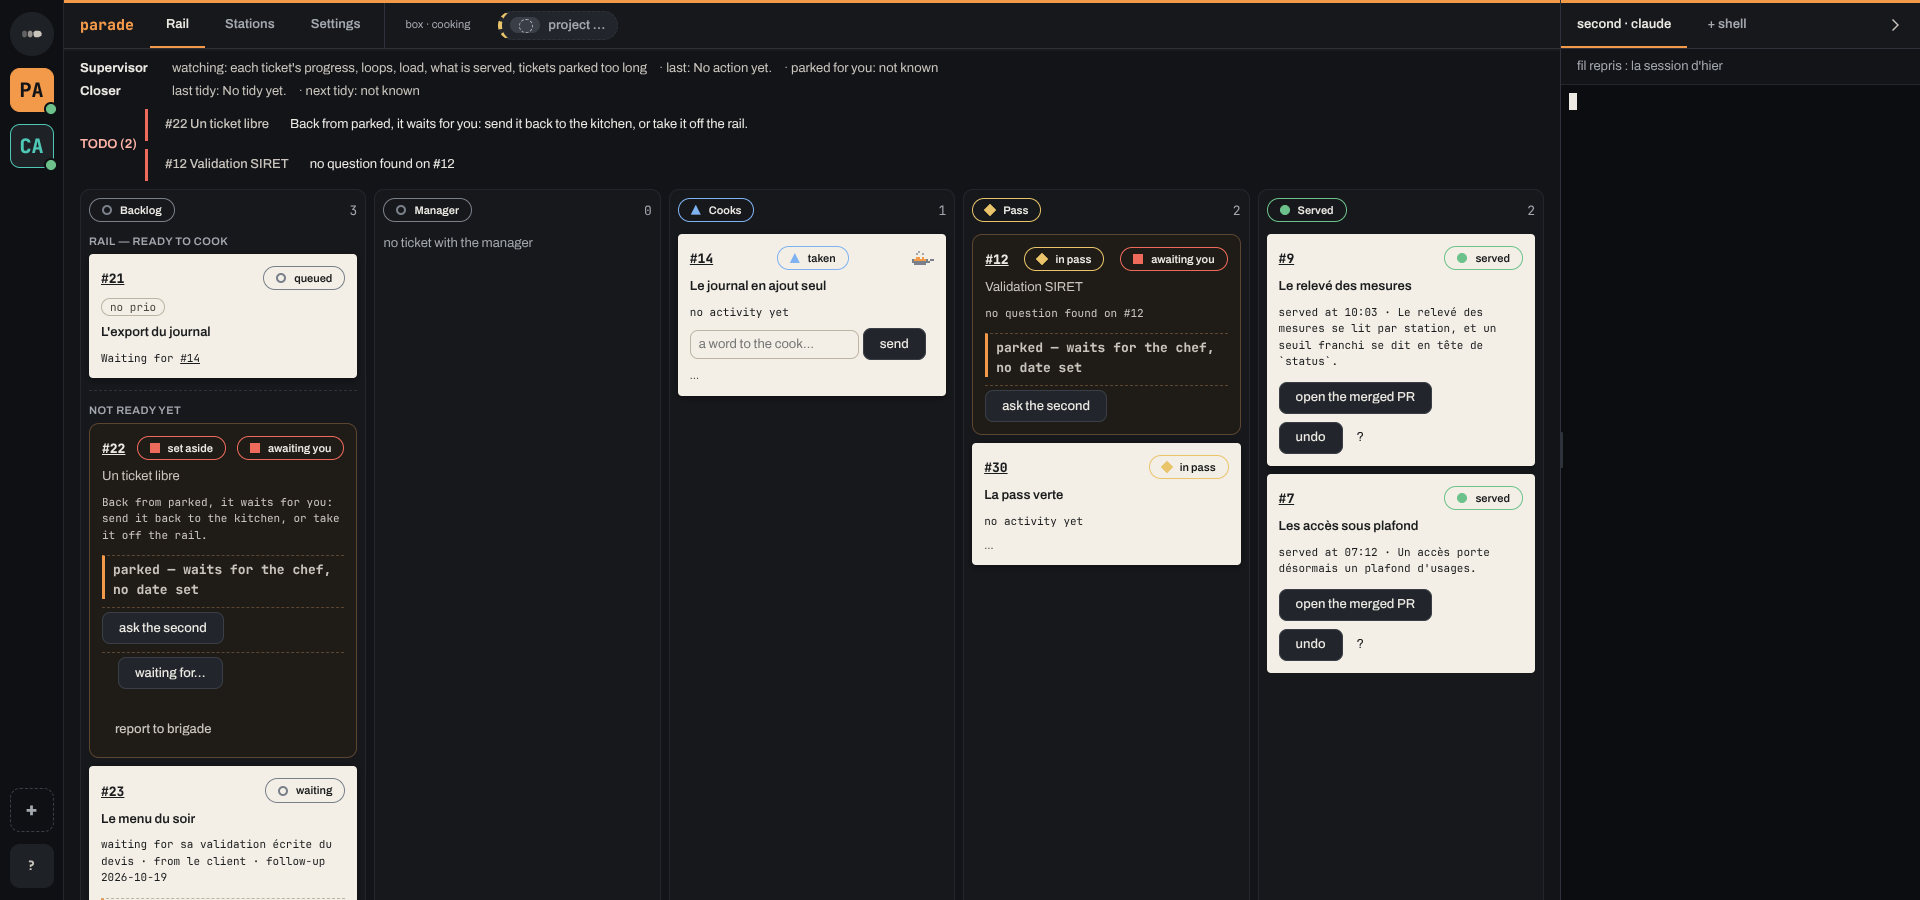 parade Rail Stations Settings box · cooking project ... second · claude + shell
PA
CA
+
?
Supervisor watching: each ticket's progress, loops, load, what is served, tickets parked too long · last: No action yet. · parked for you: not known
Closer last tidy: No tidy yet. · next tidy: not known
TODO (2)
#22 Un ticket libre Back from parked, it waits for you: send it back to the kitchen, or take it off the rail.
#12 Validation SIRET no question found on #12
Backlog 3
RAIL — READY TO COOK
#21 queued
no prio
L'export du journal
Waiting for #14
NOT READY YET
#22 set aside awaiting you
Un ticket libre
Back from parked, it waits for you:
send it back to the kitchen, or take
it off the rail.
parked — waits for the chef,
no date set
ask the second
waiting for...
report to brigade
#23 waiting
Le menu du soir
waiting for sa validation écrite du
devis · from le client · follow-up
2026-10-19
Manager 0
no ticket with the manager
Cooks 1
#14 taken
Le journal en ajout seul
no activity yet
a word to the cook... send
...
Pass 2
#12 in pass awaiting you
Validation SIRET
no question found on #12
parked — waits for the chef,
no date set
ask the second
#30 in pass
La pass verte
no activity yet
...
Served 2
#9 served
Le relevé des mesures
served at 10:03 · Le relevé des
mesures se lit par station, et un
seuil franchi se dit en tête de
`status`.
open the merged PR
undo ?
#7 served
Les accès sous plafond
served at 07:12 · Un accès porte
désormais un plafond d'usages.
open the merged PR
undo ?
fil repris : la session d'hier